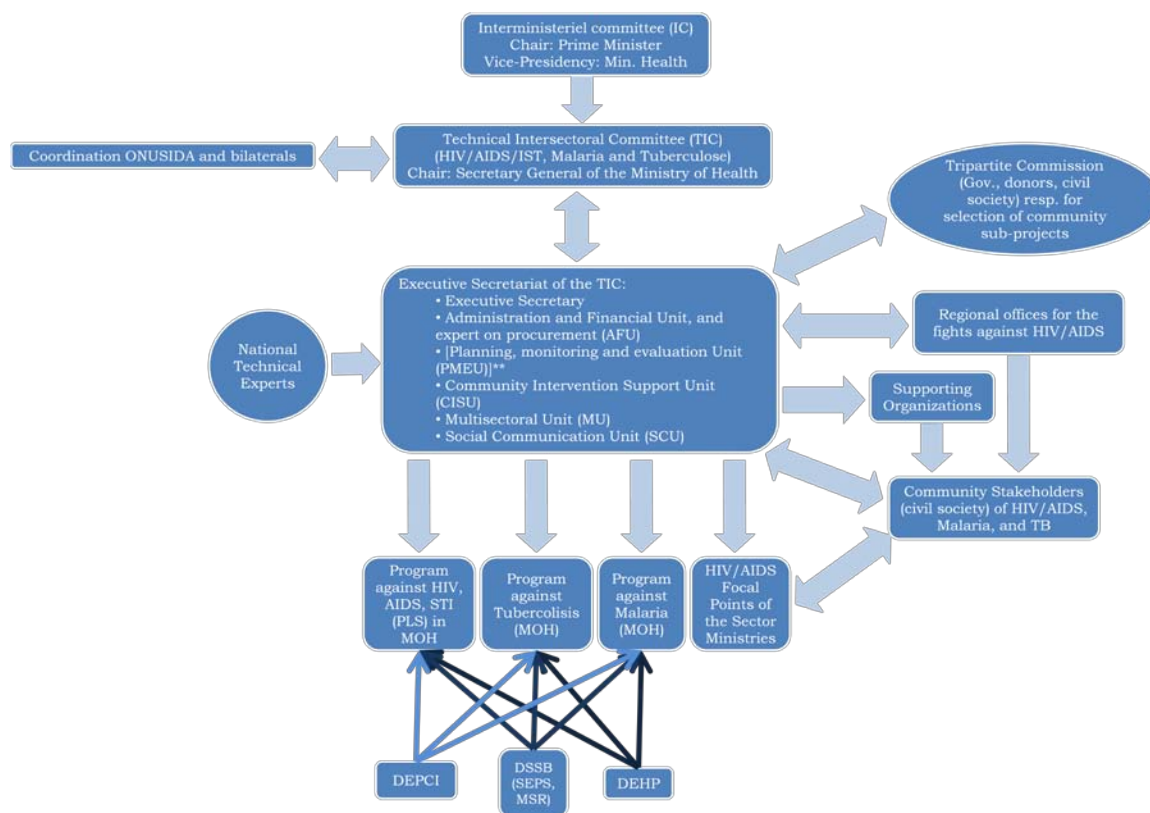 Interministeriel committee (IC)
Chair: Prime Minister
Vice-Presidency: Min. Health
Technical Intersectoral Committee (TIC)
(HIV/AIDS/IST, Malaria and Tuberculose)
Chair: Secretary General of the Ministry of Health
Coordination ONUSIDA and bilaterals
Tripartite Commission
(Gov., donors, civil
society) resp. for
selection of community
sub-projects
Executive Secretariat of the TIC:
• Executive Secretary
• Administration and Financial Unit, and
expert on procurement (AFU)
• [Planning, monitoring and evaluation Unit
(PMEU)]**
• Community Intervention Support Unit
(CISU)
• Multisectoral Unit (MU)
• Social Communication Unit (SCU)
National
Technical
Experts
Regional offices for the
fights against HIV/AIDS
Supporting
Organizations
Community Stakeholders
(civil society) of HIV/AIDS,
Malaria, and TB
Program
against HIV,
AIDS, STI
(PLS) in
MOH
Program
against
Tubercolisis
(MOH)
Program
against
Malaria
(MOH)
HIV/AIDS
Focal
Points of
the Sector
Ministries
DEPCI
DSSB
(SEPS,
MSR)
DEHP